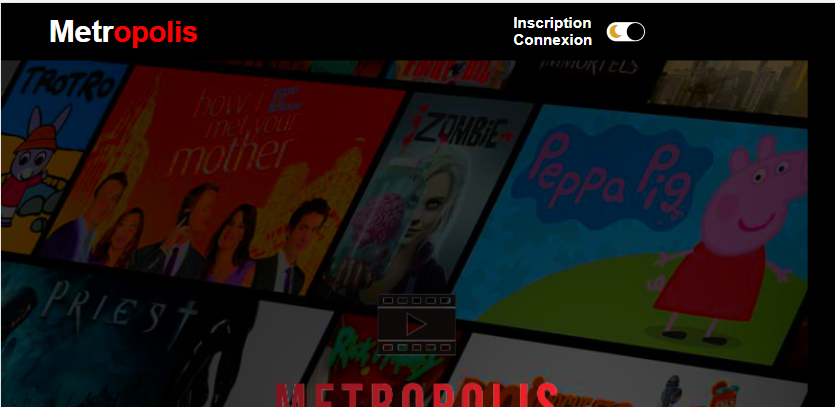 Metropolis
Inscription
Connexion
IMMORTELS
TROTRO
how i met your mother
iZOMBIE
Peppa Pig
PRIEST
METROPOLIS